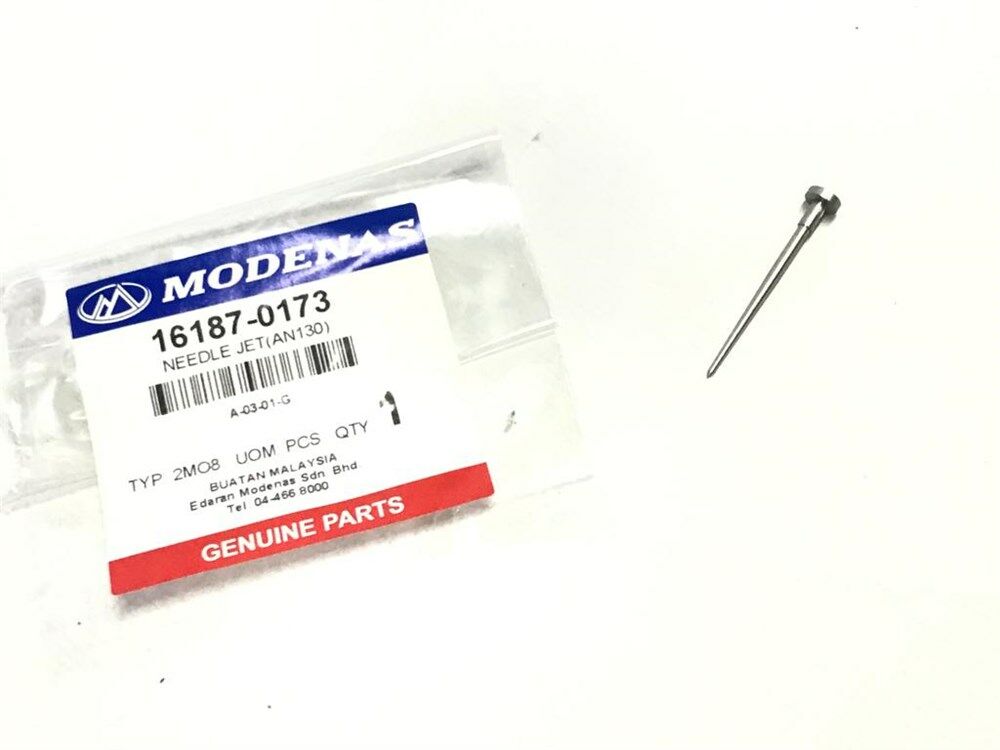 MODENAS
16187-0173
NEEDLE JET(AN130)
A-03-01-G
TYP 2MO8 UOM PCS QTY 1
BUATAN MALAYSIA
Edaran Modenas Sdn. Bhd.
Tel. 04-466 8000
GENUINE PARTS